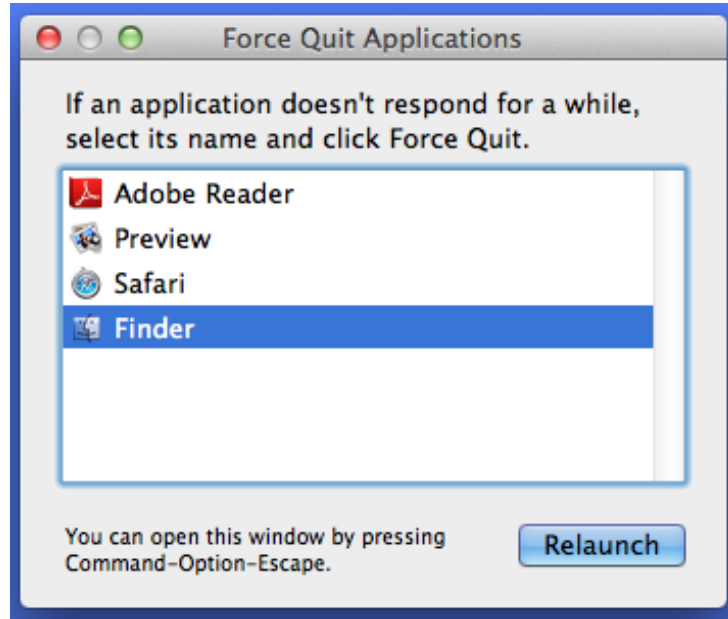 Force Quit Applications
If an application doesn't respond for a while,
select its name and click Force Quit.
Adobe Reader
Preview
Safari
Finder
You can open this window by pressing
Command-Option-Escape.
Relaunch